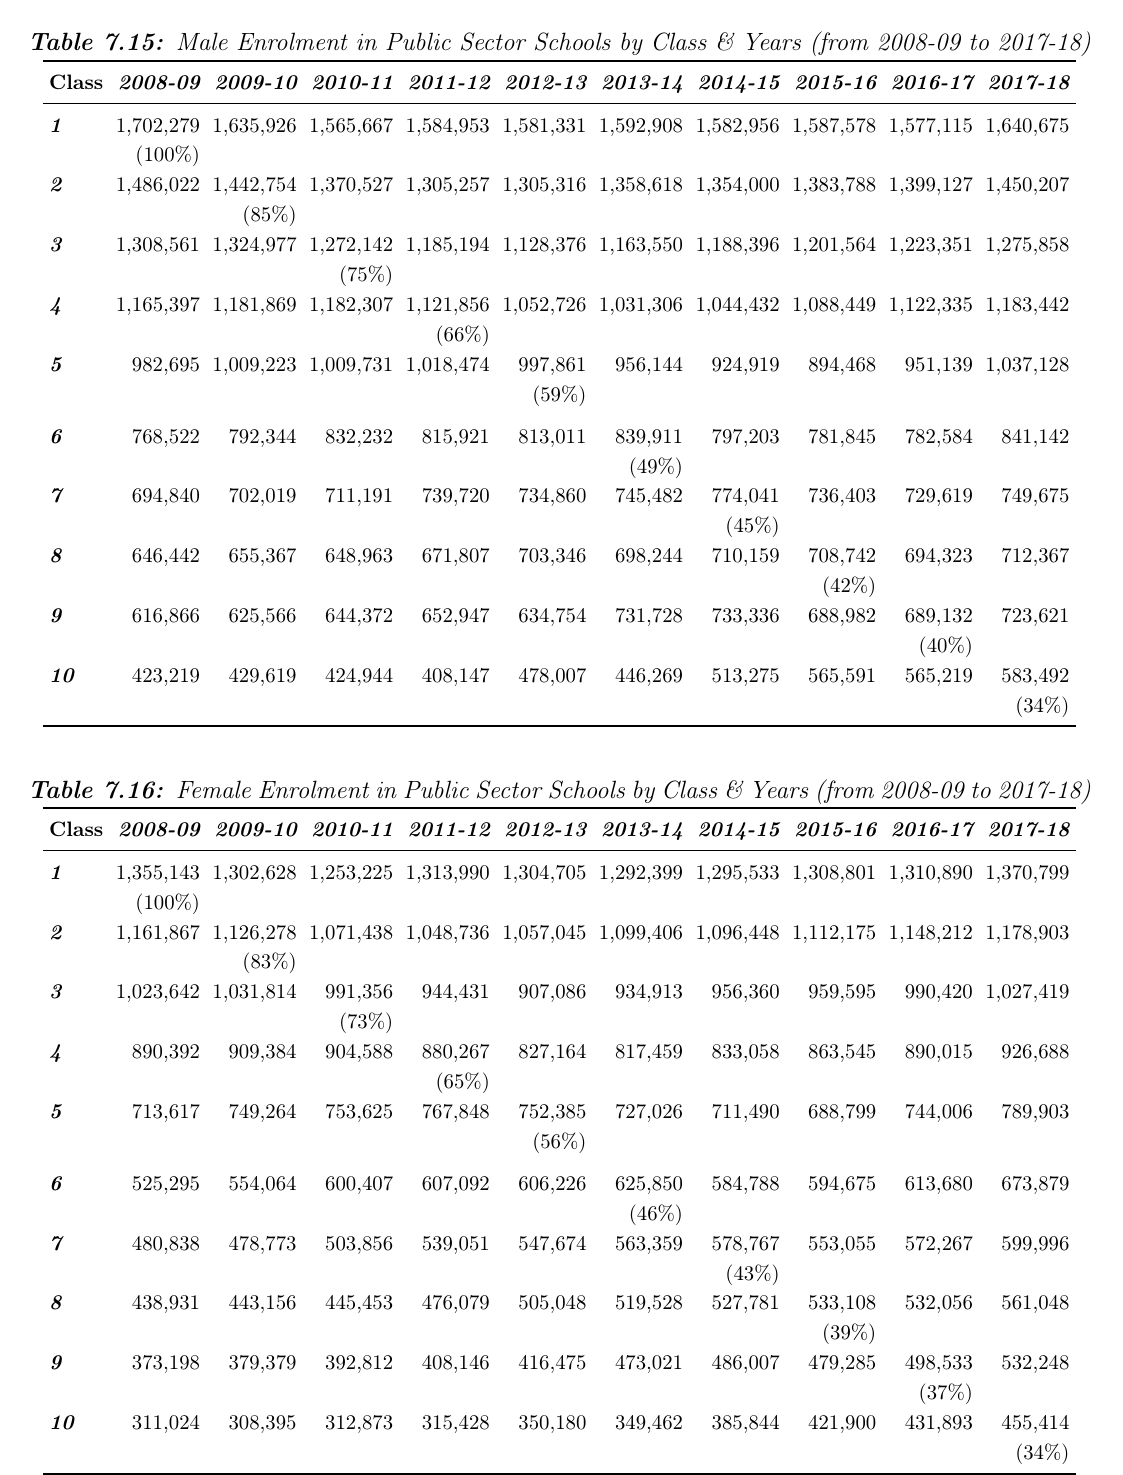 Table 7.15: Male Enrolment in Public Sector Schools by Class & Years (from 2008-09 to 2017-18)
Class 2008-09 2009-10 2010-11 2011-12 2012-13 2013-14 2014-15 2015-16 2016-17 2017-18
1 1,702,279 1,635,926 1,565,667 1,584,953 1,581,331 1,592,908 1,582,956 1,587,578 1,577,115 1,640,675
(100%)
2 1,486,022 1,442,754 1,370,527 1,305,257 1,305,316 1,358,618 1,354,000 1,383,788 1,399,127 1,450,207
(85%)
3 1,308,561 1,324,977 1,272,142 1,185,194 1,128,376 1,163,550 1,188,396 1,201,564 1,223,351 1,275,858
(75%)
4 1,165,397 1,181,869 1,182,307 1,121,856 1,052,726 1,031,306 1,044,432 1,088,449 1,122,335 1,183,442
(66%)
5 982,695 1,009,223 1,009,731 1,018,474 997,861 956,144 924,919 894,468 951,139 1,037,128
(59%)
6 768,522 792,344 832,232 815,921 813,011 839,911 797,203 781,845 782,584 841,142
(49%)
7 694,840 702,019 711,191 739,720 734,860 745,482 774,041 736,403 729,619 749,675
(45%)
8 646,442 655,367 648,963 671,807 703,346 698,244 710,159 708,742 694,323 712,367
(42%)
9 616,866 625,566 644,372 652,947 634,754 731,728 733,336 688,982 689,132 723,621
(40%)
10 423,219 429,619 424,944 408,147 478,007 446,269 513,275 565,591 565,219 583,492
(34%)
Table 7.16: Female Enrolment in Public Sector Schools by Class & Years (from 2008-09 to 2017-18)
Class 2008-09 2009-10 2010-11 2011-12 2012-13 2013-14 2014-15 2015-16 2016-17 2017-18
1 1,355,143 1,302,628 1,253,225 1,313,990 1,304,705 1,292,399 1,295,533 1,308,801 1,310,890 1,370,799
(100%)
2 1,161,867 1,126,278 1,071,438 1,048,736 1,057,045 1,099,406 1,096,448 1,112,175 1,148,212 1,178,903
(83%)
3 1,023,642 1,031,814 991,356 944,431 907,086 934,913 956,360 959,595 990,420 1,027,419
(73%)
4 890,392 909,384 904,588 880,267 827,164 817,459 833,058 863,545 890,015 926,688
(65%)
5 713,617 749,264 753,625 767,848 752,385 727,026 711,490 688,799 744,006 789,903
(56%)
6 525,295 554,064 600,407 607,092 606,226 625,850 584,788 594,675 613,680 673,879
(46%)
7 480,838 478,773 503,856 539,051 547,674 563,359 578,767 553,055 572,267 599,996
(43%)
8 438,931 443,156 445,453 476,079 505,048 519,528 527,781 533,108 532,056 561,048
(39%)
9 373,198 379,379 392,812 408,146 416,475 473,021 486,007 479,285 498,533 532,248
(37%)
10 311,024 308,395 312,873 315,428 350,180 349,462 385,844 421,900 431,893 455,414
(34%)